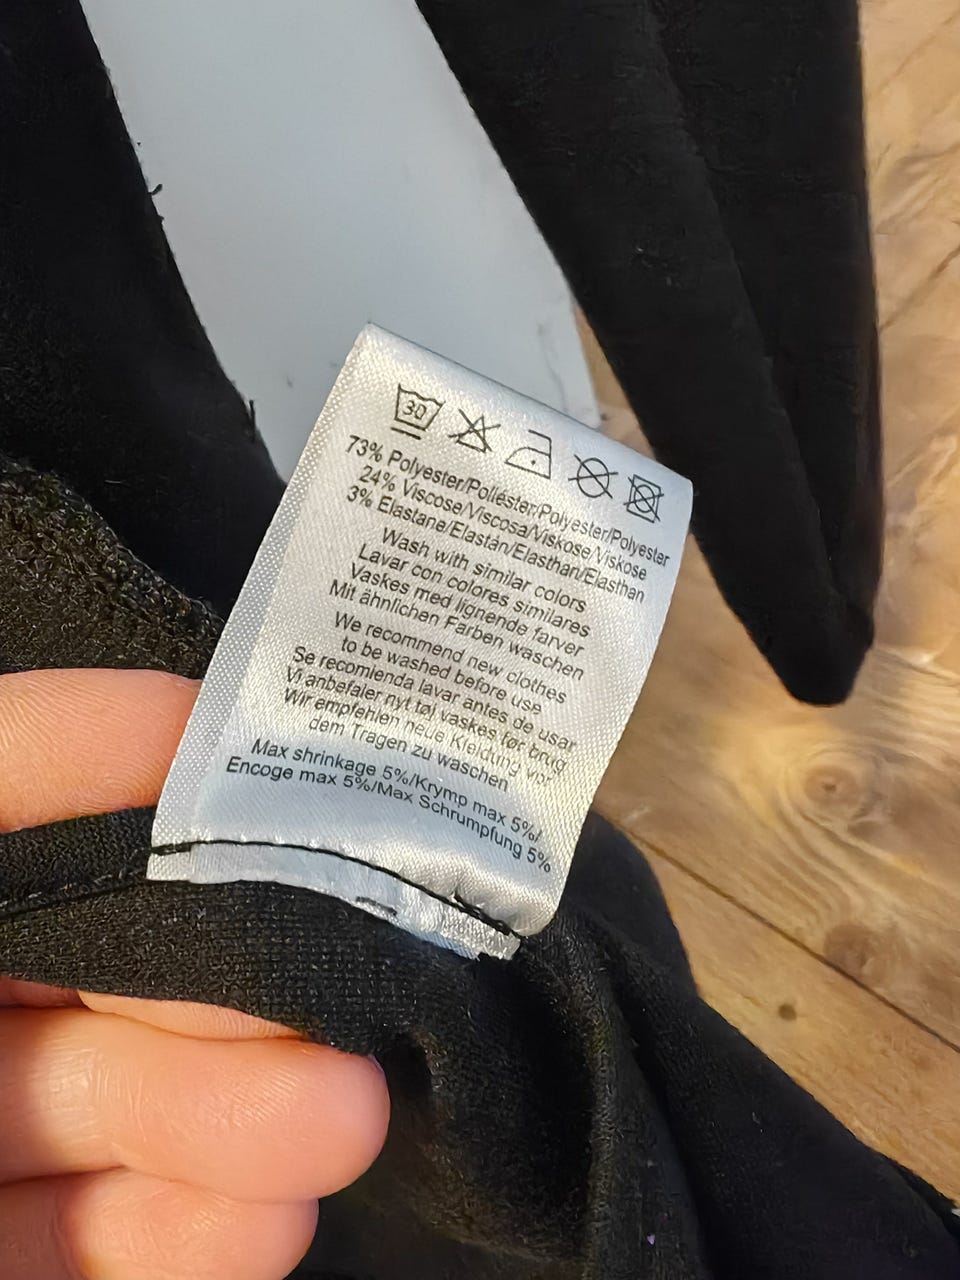 30
73% Polyester/Poliéster/Polyester/Polyester
24% Viscose/Viscosa/Viskose/Viskose
3% Elastane/Elastán/Elasthan/Elasthan
Wash with similar colors
Lavar con colores similares
Vaskes med lignende farver
Mit ähnlichen Farben waschen
We recommend new clothes
to be washed before use
Se recomienda lavar antes de usar
Vi anbefaler nyt tøj vaskes før brug
Wir empfehlen neue Kleidung vor
dem Tragen zu waschen
Max shrinkage 5%/Krymp max 5%/
Encoge max 5%/Max Schrumpfung 5%